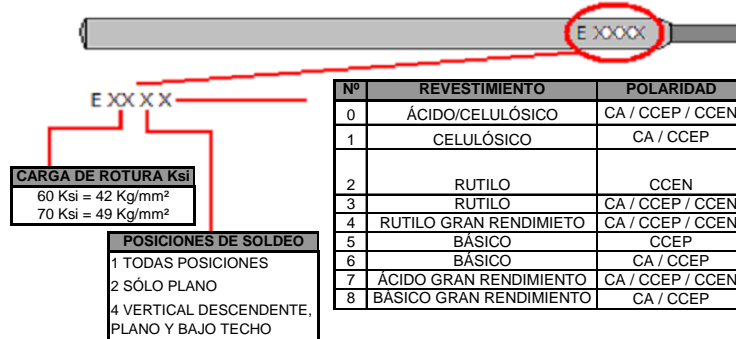 E XXXX
E XX X X
Nº REVESTIMIENTO POLARIDAD
0 ÁCIDO/CELULÓSICO CA / CCEP / CCEN
1 CELULÓSICO CA / CCEP
2 RUTILO CCEN
3 RUTILO CA / CCEP / CCEN
4 RUTILO GRAN RENDIMIETO CA / CCEP / CCEN
5 BÁSICO CCEP
6 BÁSICO CA / CCEP
7 ÁCIDO GRAN RENDIMIENTO CA / CCEP / CCEN
8 BÁSICO GRAN RENDIMIENTO CA / CCEP
CARGA DE ROTURA Ksi
60 Ksi = 42 Kg/mm²
70 Ksi = 49 Kg/mm²
POSICIONES DE SOLDEO
1 TODAS POSICIONES
2 SÓLO PLANO
4 VERTICAL DESCENDENTE,
PLANO Y BAJO TECHO